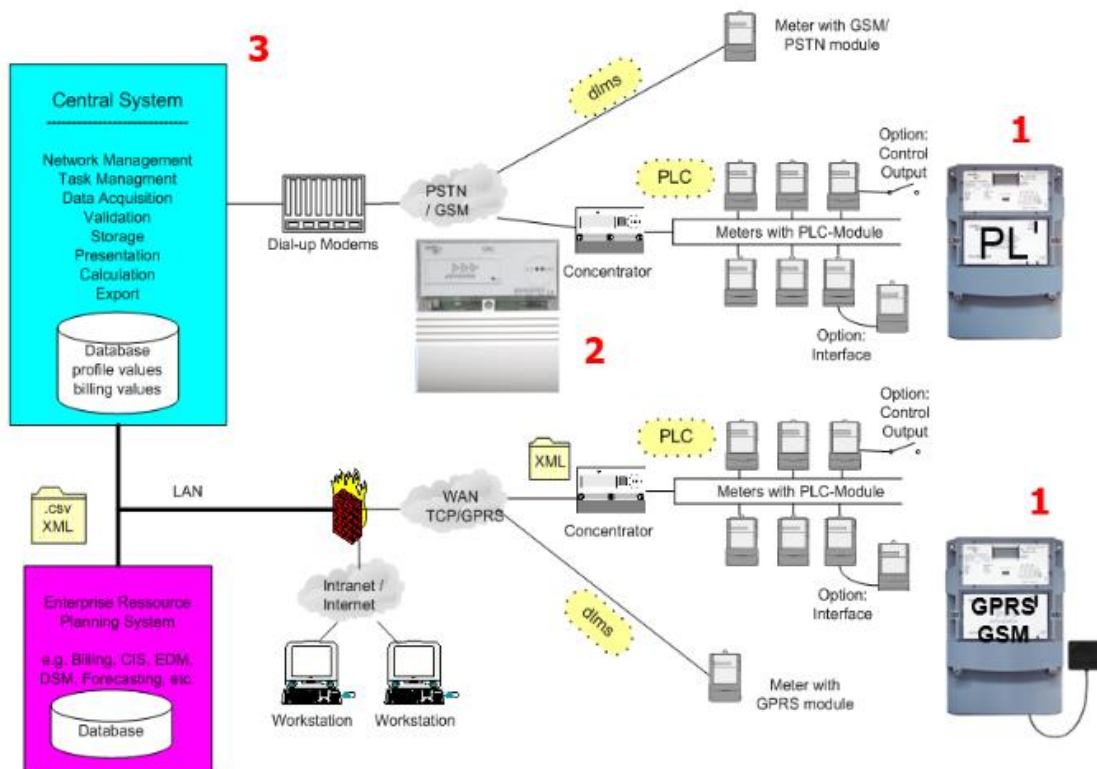 3
Central System
Network Management
Task Managment
Data Acquisition
Validation
Storage
Presentation
Calculation
Export
Database
profile values
billing values
Dial-up Modems
PSTN
/ GSM
dlms
Meter with GSM/
PSTN module
PLC
Concentrator
Meters with PLC-Module
Option:
Control
Output
Option:
Interface
1
PL
2
.csv
XML
LAN
WAN
TCP/GPRS
XML
Concentrator
PLC
Meters with PLC-Module
Option:
Control
Output
Option:
Interface
1
GPRS
GSM
Intranet /
Internet
Workstation
Workstation
dlms
Meter with
GPRS module
Enterprise Ressource
Planning System
e.g. Billing, CIS, EDM,
DSM, Forecasting, etc.
Database